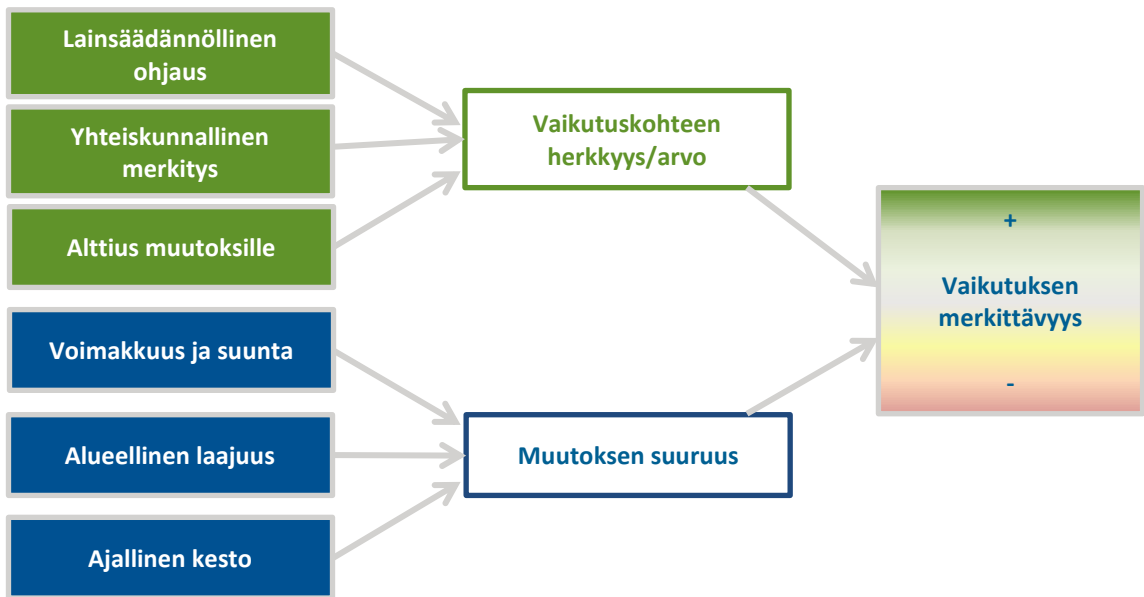 Lainsäädännöllinen
ohjaus
Yhteiskunnallinen
merkitys
Alttius muutoksille
Voimakkuus ja suunta
Alueellinen laajuus
Ajallinen kesto
Vaikutuskohteen
herkkyys/arvo
Muutoksen suuruus
+
Vaikutuksen
merkittävyys
-